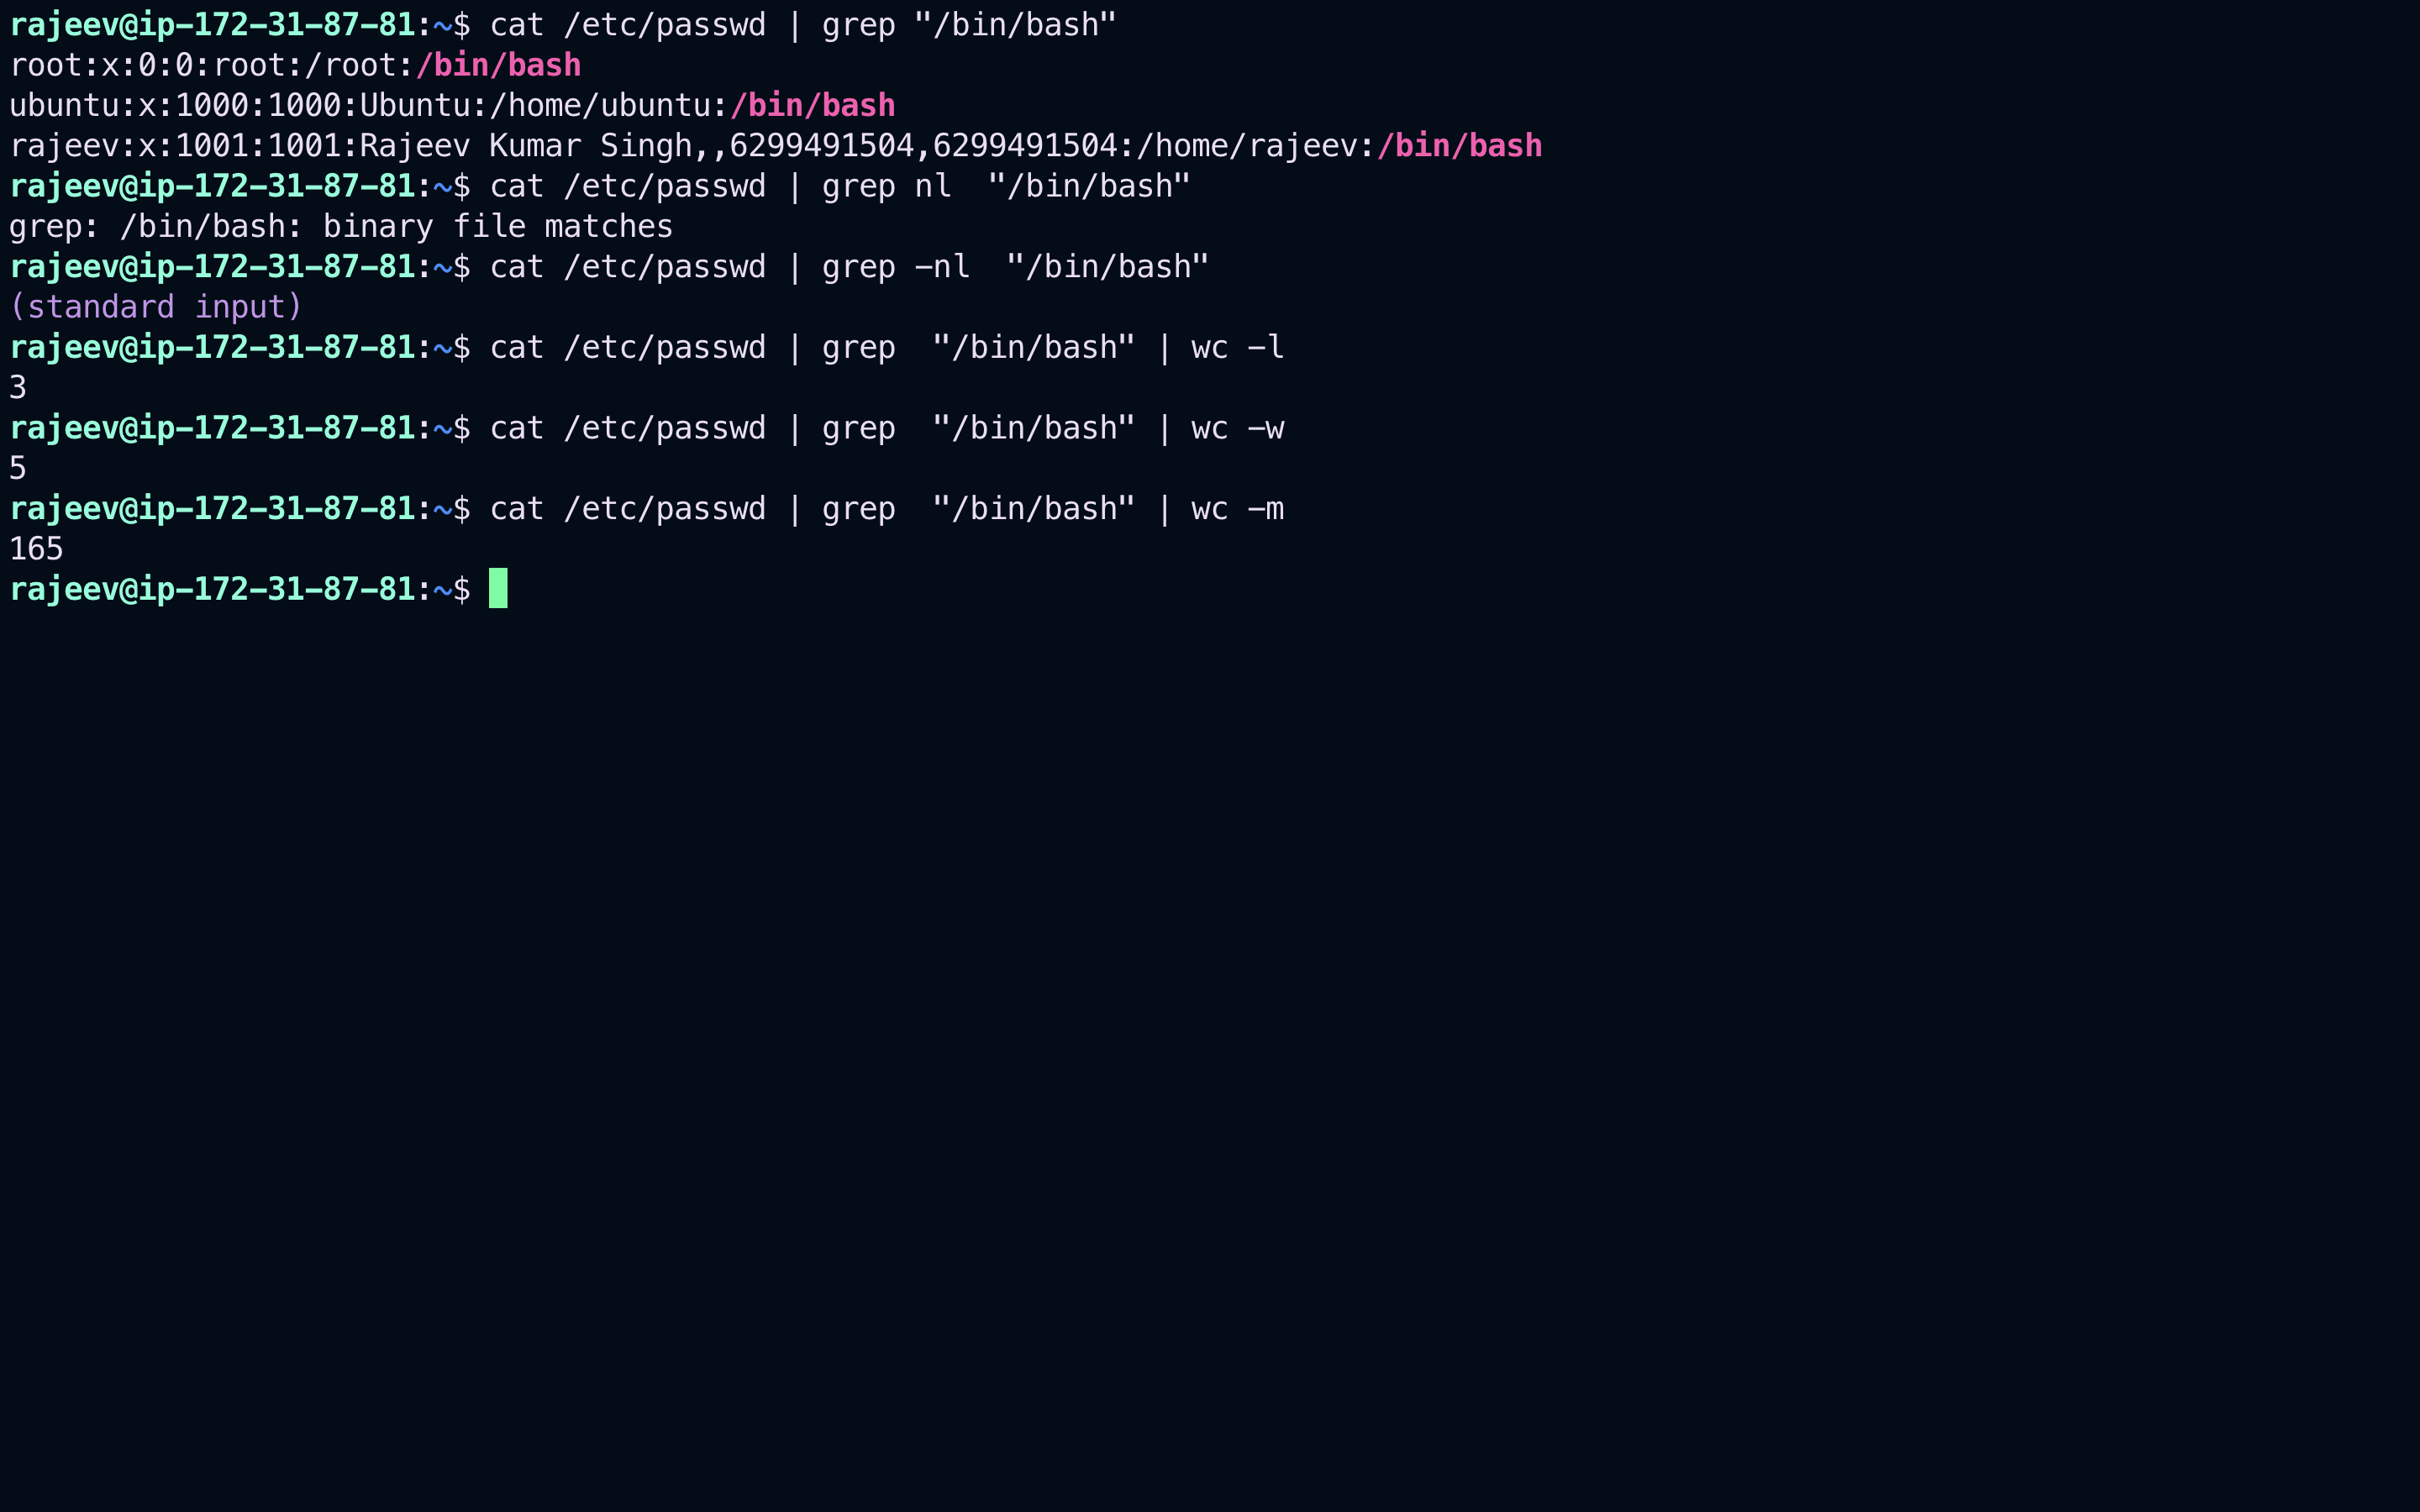 rajeev@ip-172-31-87-81:~$ cat /etc/passwd | grep "/bin/bash"
root:x:0:0:root:/root:/bin/bash
ubuntu:x:1000:1000:Ubuntu:/home/ubuntu:/bin/bash
rajeev:x:1001:1001:Rajeev Kumar Singh,,6299491504,6299491504:/home/rajeev:/bin/bash
rajeev@ip-172-31-87-81:~$ cat /etc/passwd | grep nl  "/bin/bash"
grep: /bin/bash: binary file matches
rajeev@ip-172-31-87-81:~$ cat /etc/passwd | grep -nl  "/bin/bash"
(standard input)
rajeev@ip-172-31-87-81:~$ cat /etc/passwd | grep  "/bin/bash" | wc -l
3
rajeev@ip-172-31-87-81:~$ cat /etc/passwd | grep  "/bin/bash" | wc -w
5
rajeev@ip-172-31-87-81:~$ cat /etc/passwd | grep  "/bin/bash" | wc -m
165
rajeev@ip-172-31-87-81:~$